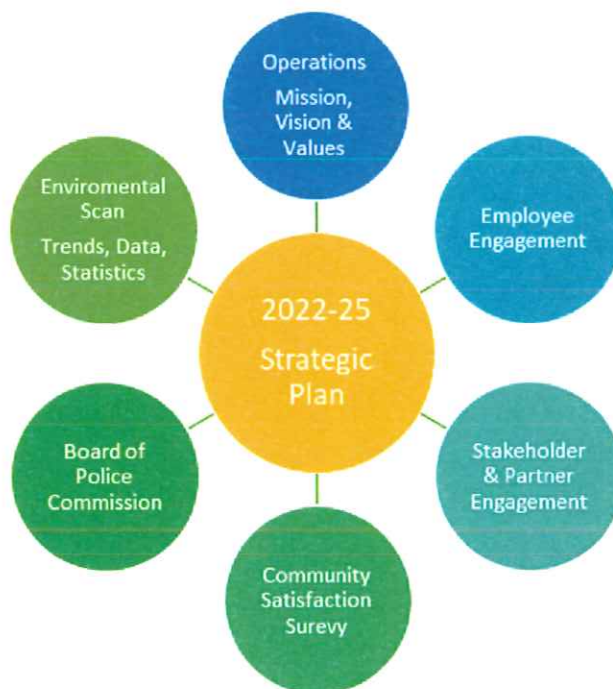 Operations
Mission,
Vision &
Values
Employee
Engagement
Stakeholder
& Partner
Engagement
Community
Satisfaction
Surevy
Board of
Police
Commission
Enviromental
Scan
Trends, Data,
Statistics
2022-25
Strategic
Plan